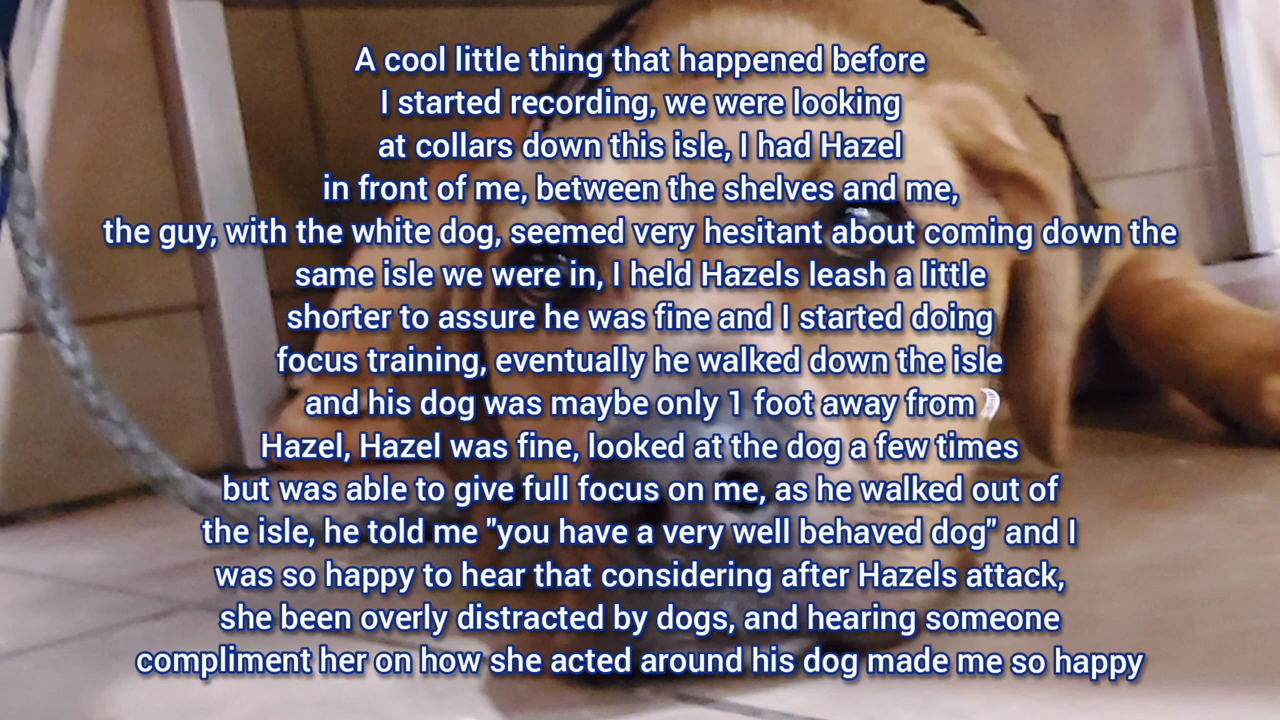 A cool little thing that happened before
I started recording, we were looking
at collars down this isle, I had Hazel
in front of me, between the shelves and me,
the guy, with the white dog, seemed very hesitant about coming down the
same isle we were in, I held Hazels leash a little
shorter to assure he was fine and I started doing
focus training, eventually he walked down the isle
and his dog was maybe only 1 foot away from
Hazel, Hazel was fine, looked at the dog a few times
but was able to give full focus on me, as he walked out of
the isle, he told me "you have a very well behaved dog" and I
was so happy to hear that considering after Hazels attack,
she been overly distracted by dogs, and hearing someone
compliment her on how she acted around his dog made me so happy